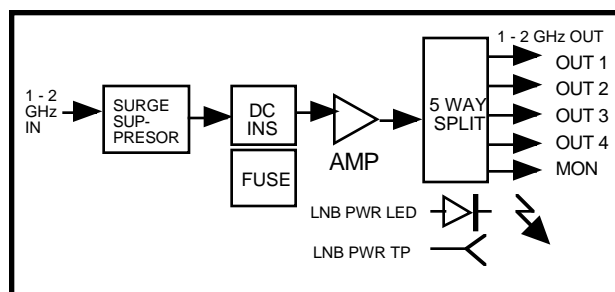 1 - 2 GHz OUT
OUT 1
OUT 2
OUT 3
OUT 4
MON
1 - 2
GHz
IN
SURGE
SUP-
PRESOR
DC
INS
FUSE
AMP
5 WAY
SPLIT
LNB PWR LED
LNB PWR TP